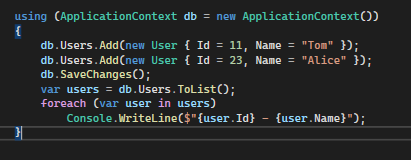 using (ApplicationContext db = new ApplicationContext())
{
    db.Users.Add(new User { Id = 11, Name = "Tom" });
    db.Users.Add(new User { Id = 23, Name = "Alice" });
    db.SaveChanges();
    var users = db.Users.ToList();
    foreach (var user in users)
        Console.WriteLine($"{user.Id} - {user.Name}");
}